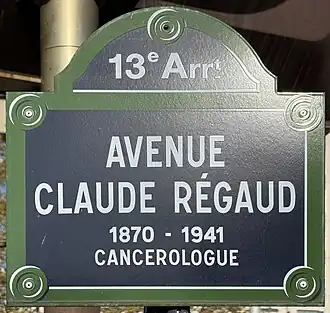 13e Arrt
AVENUE
CLAUDE RÉGAUD
1870 - 1941
CANCEROLOGUE